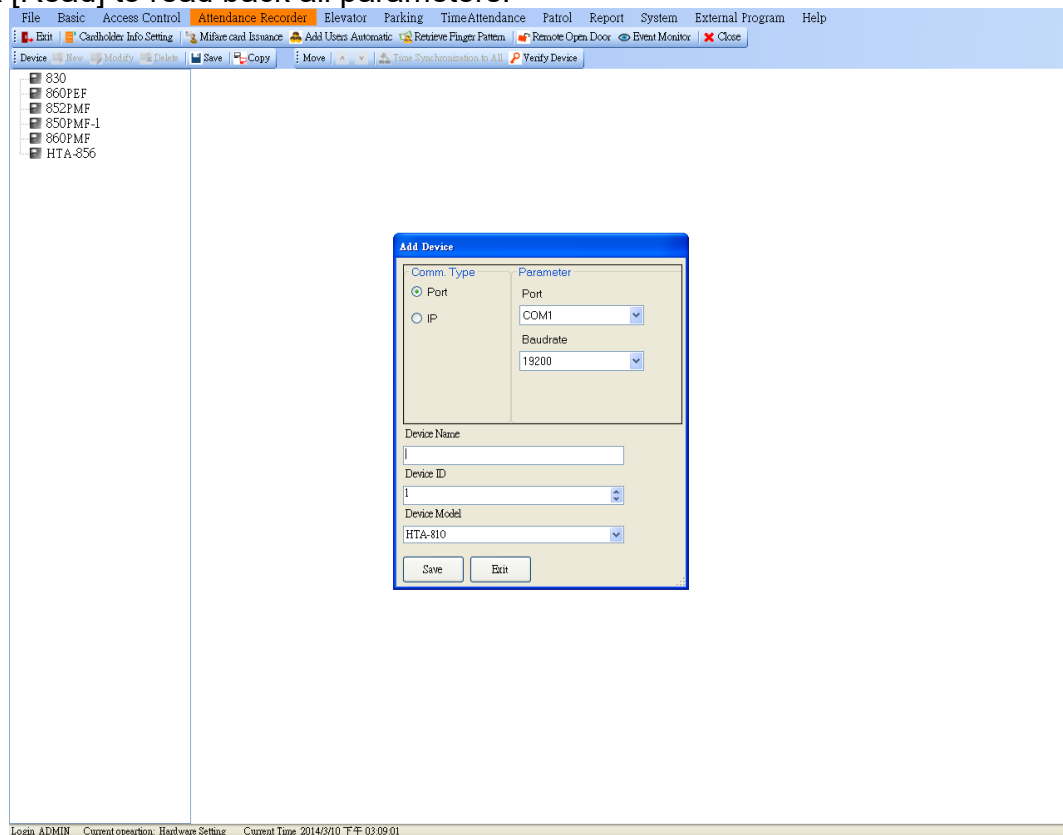 [Read] to read back all parameters.
File Basic Access Control Attendance Recorder Elevator Parking TimeAttendance Patrol Report System External Program Help
Exit Cardholder Info Setting Mifare card Issuance Add Users Automatic Retrieve Finger Pattern Remote Open Door Event Monitor Close
Device New Modify Delete Save Copy Move Time Synchronization to All Verify Device
830
860PEF
852PMF
850PMF-1
860PMF
HTA-856
Add Device
Comm. Type Parameter
Port Port
IP COM1
Baudrate
19200
Device Name
Device ID
1
Device Model
HTA-810
Save Exit
Login ADMIN Current opeartion: Hardware Setting Current Time 2014/3/10 下午 03:09:01